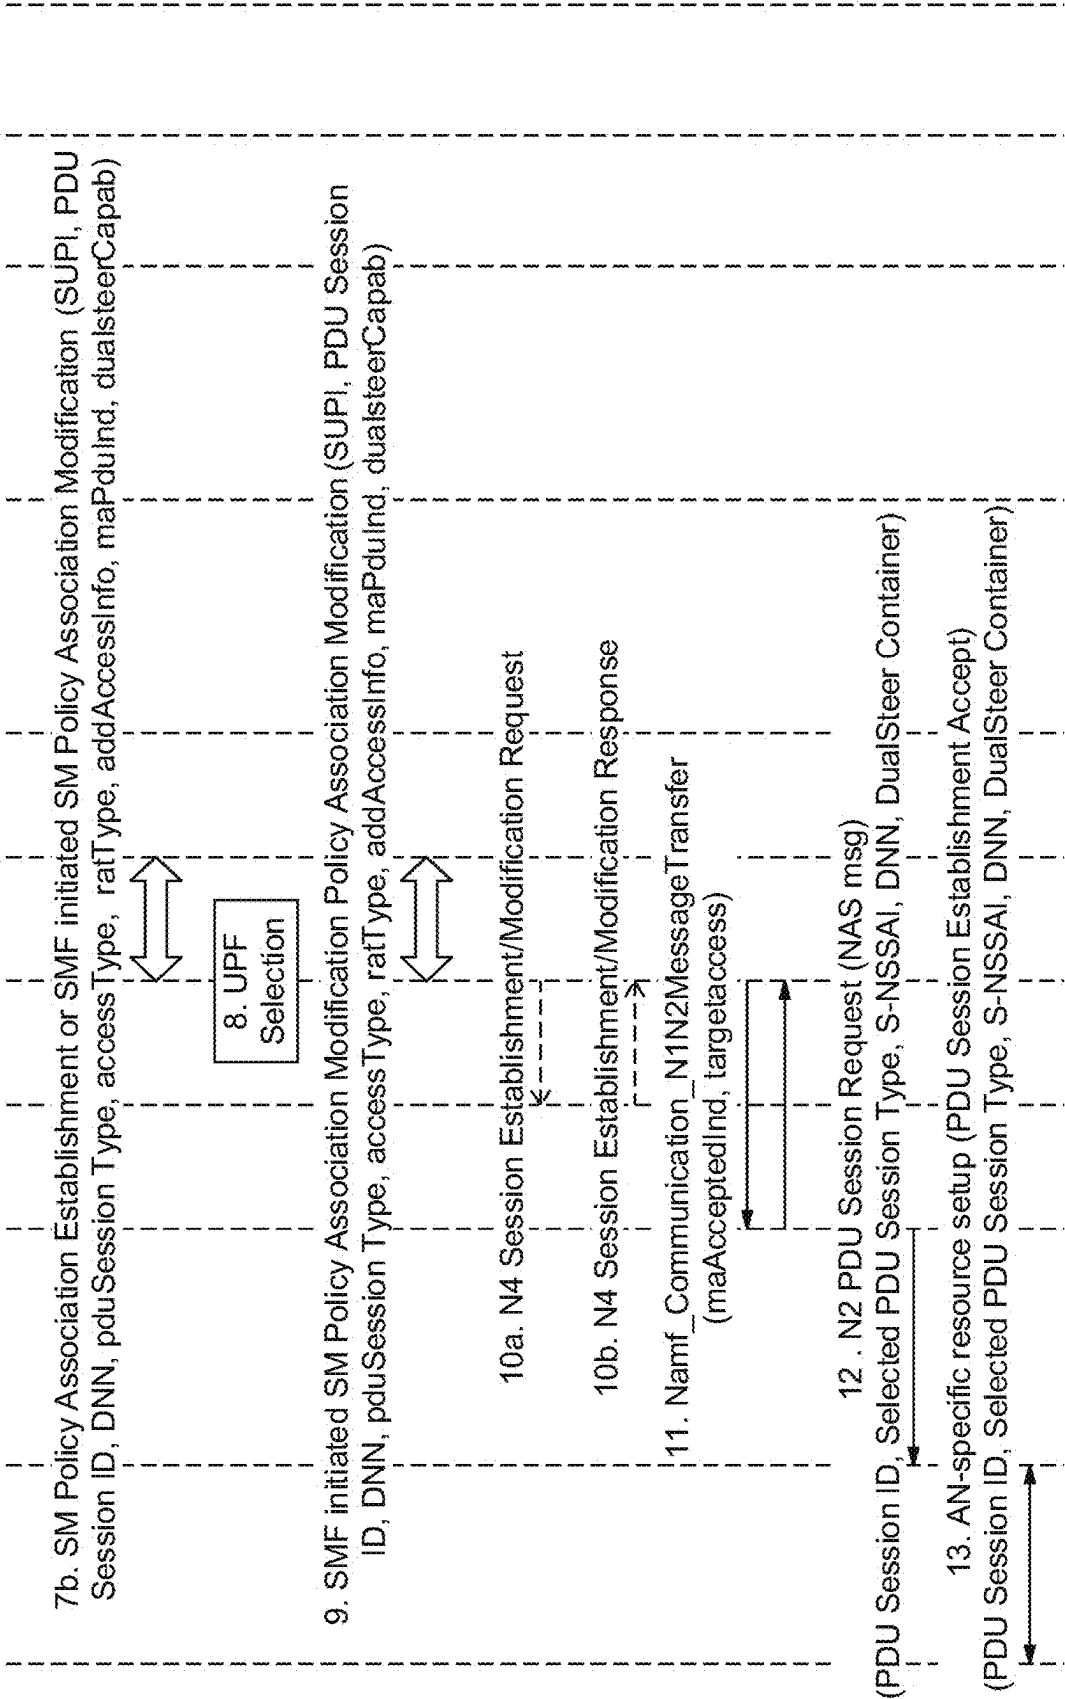 7b. SM Policy Association Establishment or SMF initiated SM Policy Association Modification (SUPI, PDU
Session ID, DNN, pduSession Type, access Type, ratType, addAccessInfo, maPduInd, dualsteerCapab)
8. UPF
Selection
9. SMF initiated SM Policy Association Modification Policy Association Modification (SUPI, PDU Session
ID, DNN, pduSession Type, access Type, ratType, addAccessInfo, maPduInd, dualsteerCapab)
10a. N4 Session Establishment/Modification Request
10b. N4 Session Establishment/Modification Response
11. Namf_Communication_N1N2MessageTransfer
(maAcceptedInd, targetaccess)
12 . N2 PDU Session Request (NAS msg)
(PDU Session ID, Selected PDU Session Type, S-NSSAI, DNN, DualSteer Container)
13. AN-specific resource setup (PDU Session Establishment Accept)
(PDU Session ID, Selected PDU Session Type, S-NSSAI, DNN, DualSteer Container)